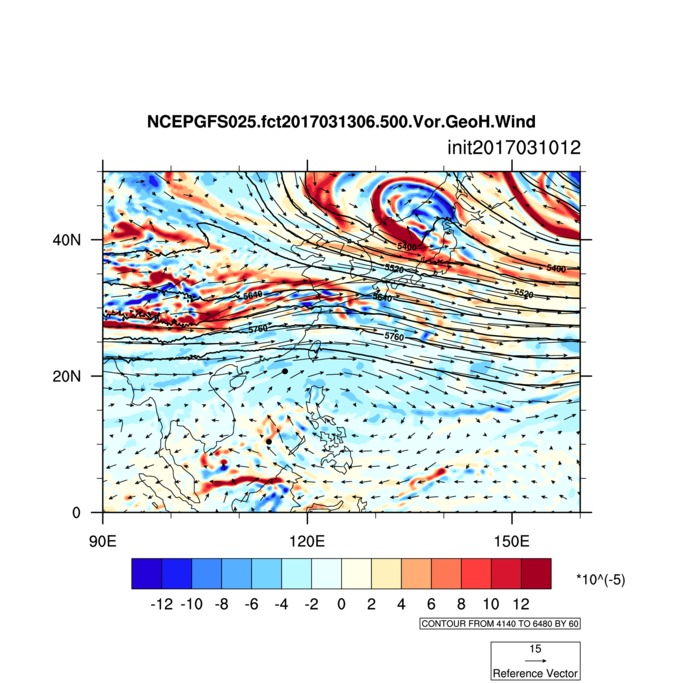 NCEPGFS025.fct2017031306.500.Vor.GeoH.Wind
init2017031012
40N
20N
0
90E 120E 150E
5400
5520
5640
5640
5760
5760
5400
5520
-12 -10 -8 -6 -4 -2 0 2 4 6 8 10 12
*10^(-5)
CONTOUR FROM 4140 TO 6480 BY 60
15
Reference Vector